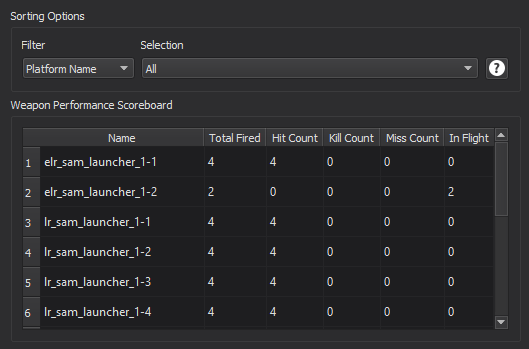 Sorting Options
Filter Selection
Platform Name All ?
Weapon Performance Scoreboard
Name Total Fired Hit Count Kill Count Miss Count In Flight
1 elr_sam_launcher_1-1 4 4 0 0 0
2 elr_sam_launcher_1-2 2 0 0 0 2
3 lr_sam_launcher_1-1 4 4 0 0 0
4 lr_sam_launcher_1-2 4 4 0 0 0
5 lr_sam_launcher_1-3 4 4 0 0 0
6 lr_sam_launcher_1-4 4 4 0 0 0